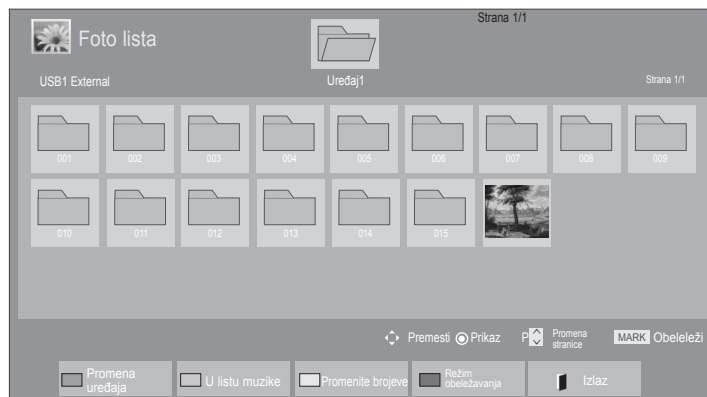 Strana 1/1
Foto lista
USB1 External
Uređaj1
Strana 1/1
001 002 003 004 005 006 007 008 009
010 011 012 013 014 015
Premesti Prikaz P Promena stranice MARK Obeleleži
Promena uređaja
U listu muzike
Promenite brojeve
Režim obeležavanja
Izlaz